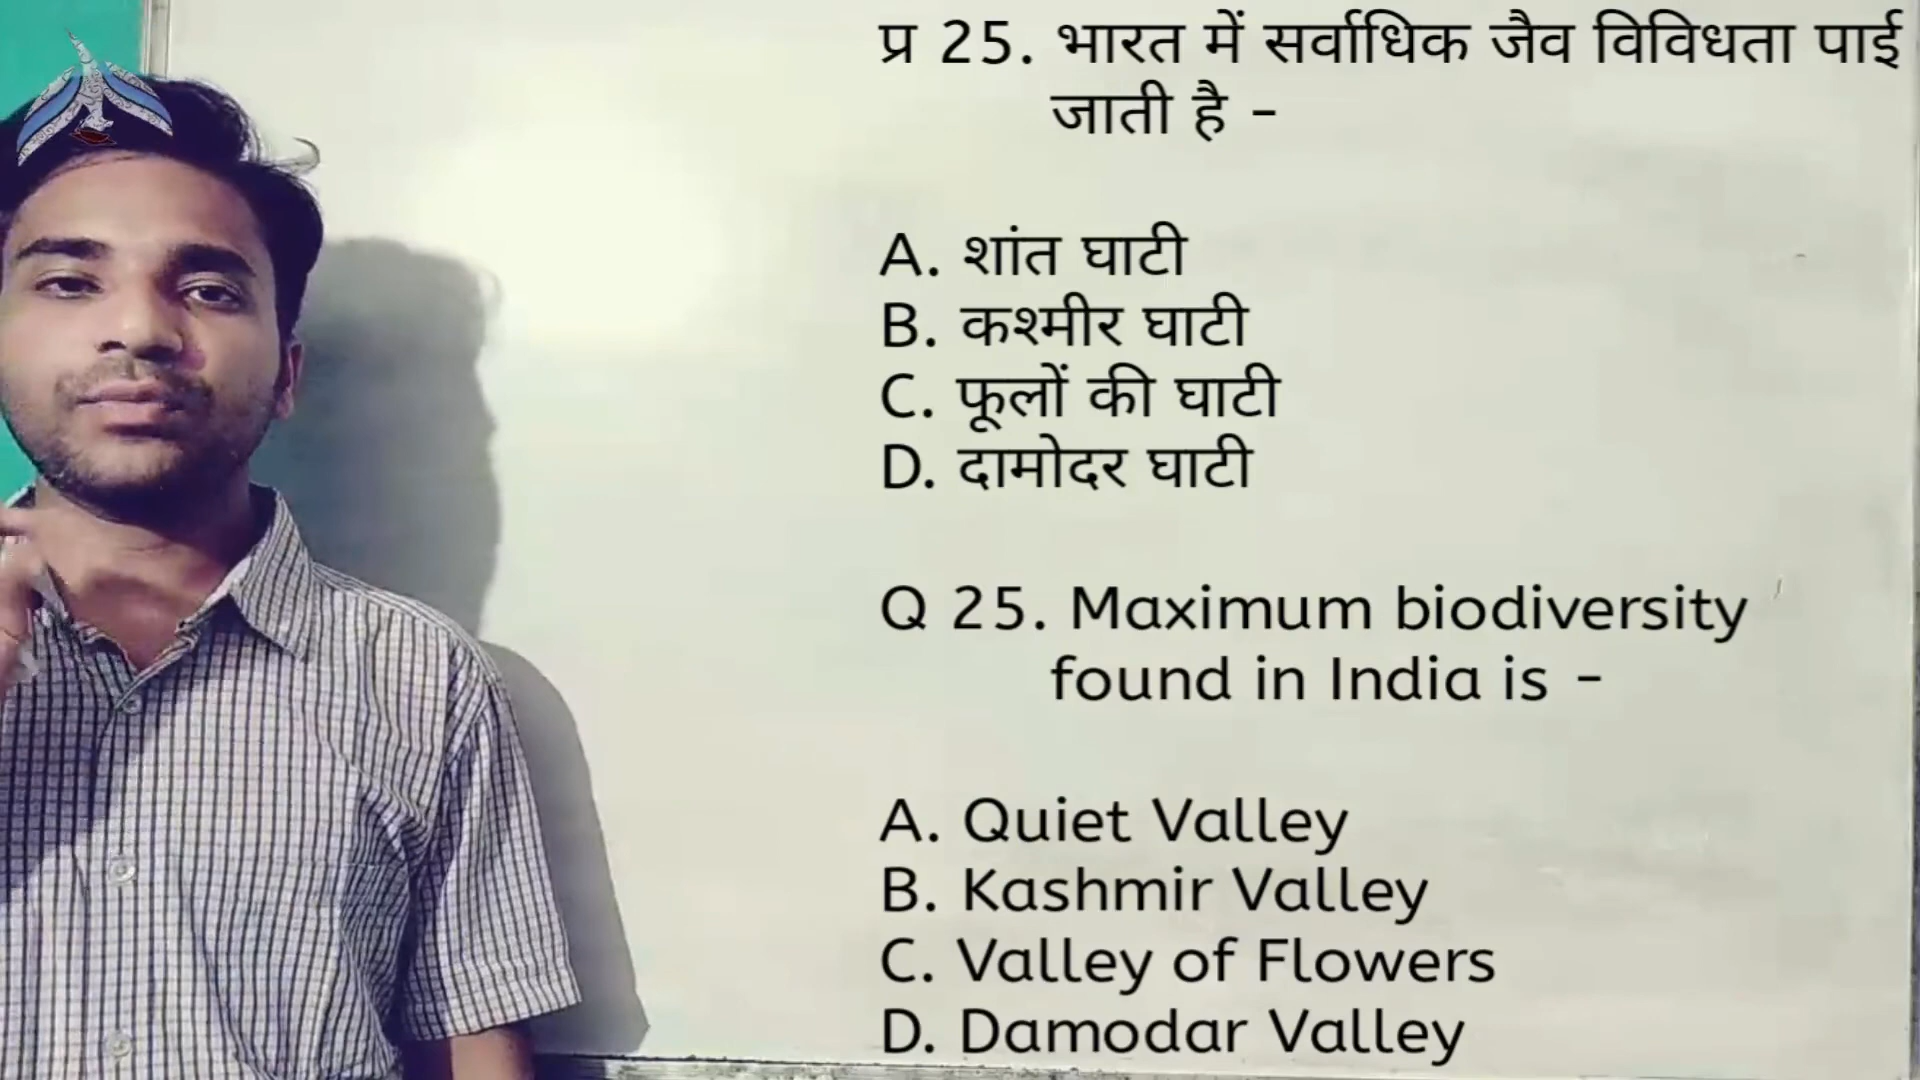 प्र 25. भारत में सर्वाधिक जैव विविधता पाई
जाती है -
A. शांत घाटी
B. कश्मीर घाटी
C. फूलों की घाटी
D. दामोदर घाटी
Q 25. Maximum biodiversity
found in India is -
A. Quiet Valley
B. Kashmir Valley
C. Valley of Flowers
D. Damodar Valley